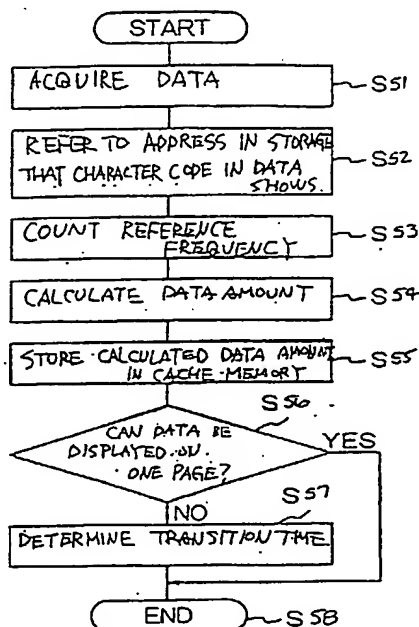 START
ACQUIRE DATA
S51
REFER TO ADDRESS IN STORAGE
THAT CHARACTER CODE IN DATA
SHOWS.
S52
COUNT REFERENCE
FREQUENCY
S53
CALCULATE DATA AMOUNT
S54
STORE CALCULATED DATA AMOUNT
IN CACHE MEMORY
S55
S56
CAN DATA BE
DISPLAYED ON
ONE PAGE?
YES
NO
S57
DETERMINE TRANSITION TIME
END
S58